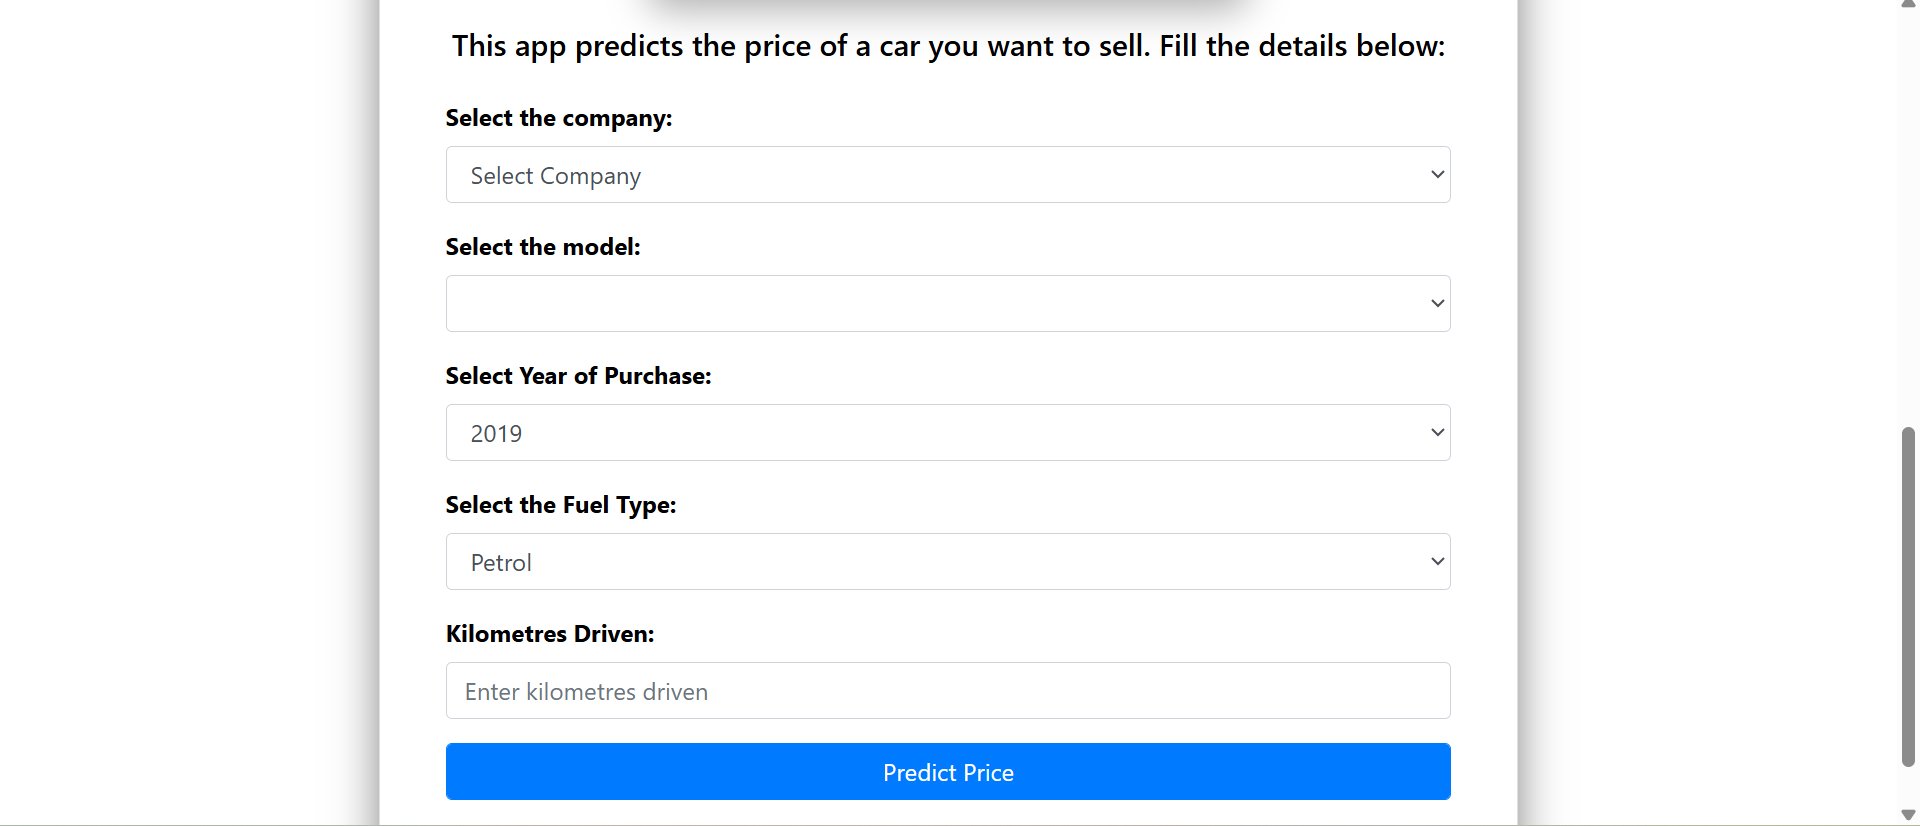 This app predicts the price of a car you want to sell. Fill the details below:
Select the company:
Select Company
Select the model:
Select Year of Purchase:
2019
Select the Fuel Type:
Petrol
Kilometres Driven:
Enter kilometres driven
Predict Price